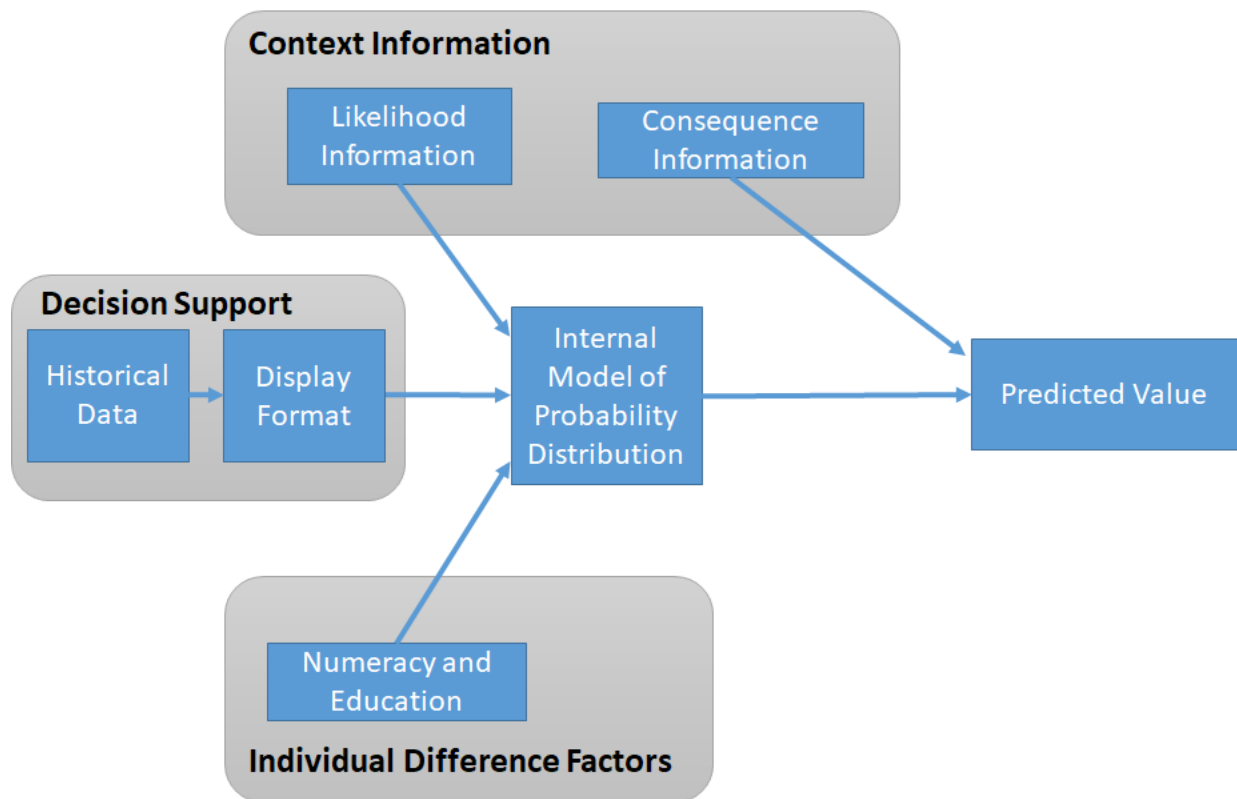 Context Information
Likelihood
Information
Consequence
Information
Decision Support
Historical
Data
Display
Format
Internal
Model of
Probability
Distribution
Predicted Value
Numeracy and
Education
Individual Difference Factors